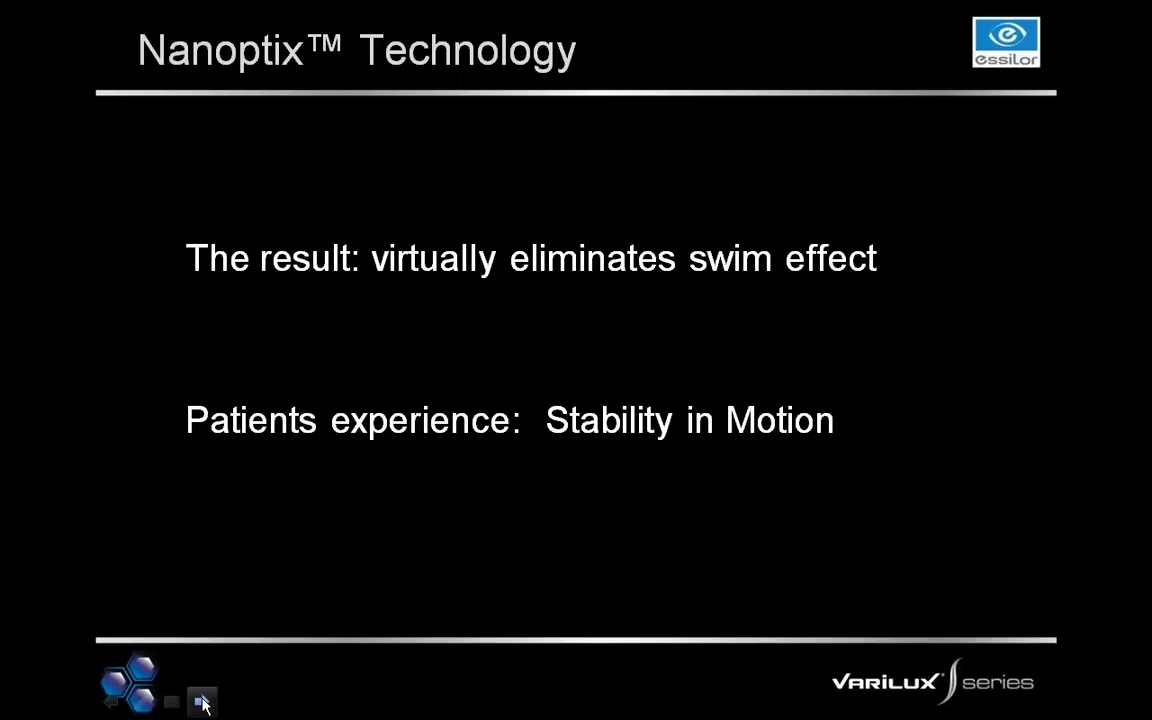 Nanoptix™ Technology
essilor
The result: virtually eliminates swim effect
Patients experience: Stability in Motion
VARILUX® S series